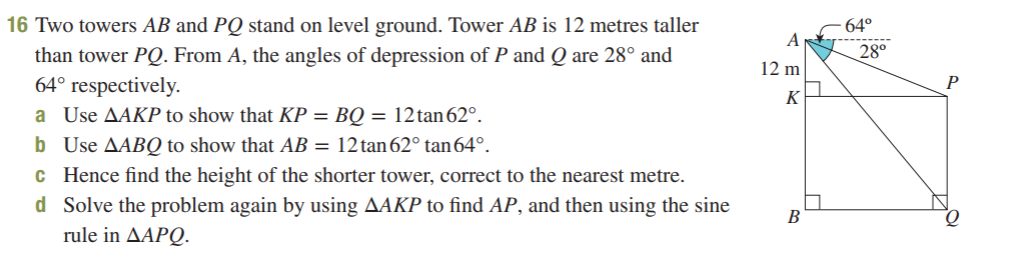 16 Two towers AB and PQ stand on level ground. Tower AB is 12 metres taller
than tower PQ. From A, the angles of depression of P and Q are 28° and
64° respectively.
a Use ΔAKP to show that KP = BQ = 12 tan 62°.
b Use ΔABQ to show that AB = 12 tan 62° tan 64°.
c Hence find the height of the shorter tower, correct to the nearest metre.
d Solve the problem again by using ΔAKP to find AP, and then using the sine
rule in ΔAPQ.
64°
A
28°
12 m
P
K
B
Q